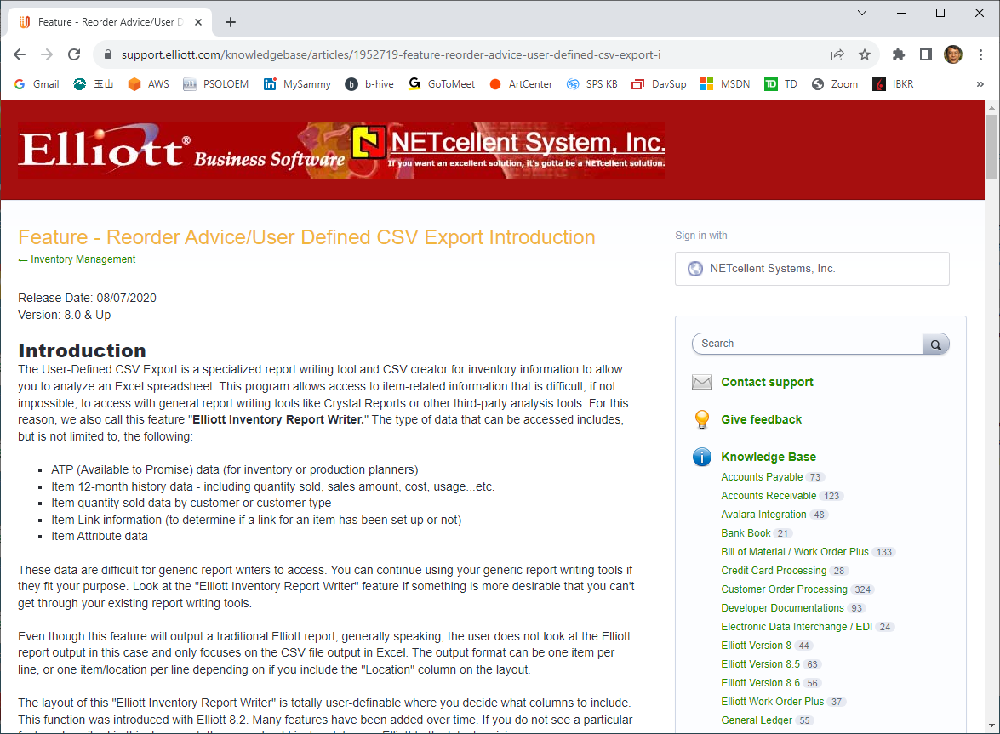 Feature - Reorder Advice/User D
support.elliott.com/knowledgebase/articles/1952719-feature-reorder-advice-user-defined-csv-export-i
Gmail 玉山 AWS PSQLOEM MySammy b-hive GoToMeet ArtCenter SPS KB DavSup MSDN TD Zoom IBKR »
Elliott® Business Software NETcellent System, Inc.
If you want an excellent solution, it's gotta be a NETcellent solution.
Feature - Reorder Advice/User Defined CSV Export Introduction
← Inventory Management
Release Date: 08/07/2020
Version: 8.0 & Up
Introduction
The User-Defined CSV Export is a specialized report writing tool and CSV creator for inventory information to allow
you to analyze an Excel spreadsheet. This program allows access to item-related information that is difficult, if not
impossible, to access with general report writing tools like Crystal Reports or other third-party analysis tools. For this
reason, we also call this feature "Elliott Inventory Report Writer." The type of data that can be accessed includes,
but is not limited to, the following:
ATP (Available to Promise) data (for inventory or production planners)
Item 12-month history data - including quantity sold, sales amount, cost, usage...etc.
Item quantity sold data by customer or customer type
Item Link information (to determine if a link for an item has been set up or not)
Item Attribute data
These data are difficult for generic report writers to access. You can continue using your generic report writing tools if
they fit your purpose. Look at the "Elliott Inventory Report Writer" feature if something is more desirable that you can't
get through your existing report writing tools.
Even though this feature will output a traditional Elliott report, generally speaking, the user does not look at the Elliott
report output in this case and only focuses on the CSV file output in Excel. The output format can be one item per
line, or one item/location per line depending on if you include the "Location" column on the layout.
The layout of this "Elliott Inventory Report Writer" is totally user-definable where you decide what columns to include.
This function was introduced with Elliott 8.2. Many features have been added over time. If you do not see a particular
Sign in with
NETcellent Systems, Inc.
Search
Contact support
Give feedback
Knowledge Base
Accounts Payable 73
Accounts Receivable 123
Avalara Integration 48
Bank Book 21
Bill of Material / Work Order Plus 133
Credit Card Processing 28
Customer Order Processing 324
Developer Documentations 93
Electronic Data Interchange / EDI 24
Elliott Version 8 44
Elliott Version 8.5 63
Elliott Version 8.6 56
Elliott Work Order Plus 37
General Ledger 55